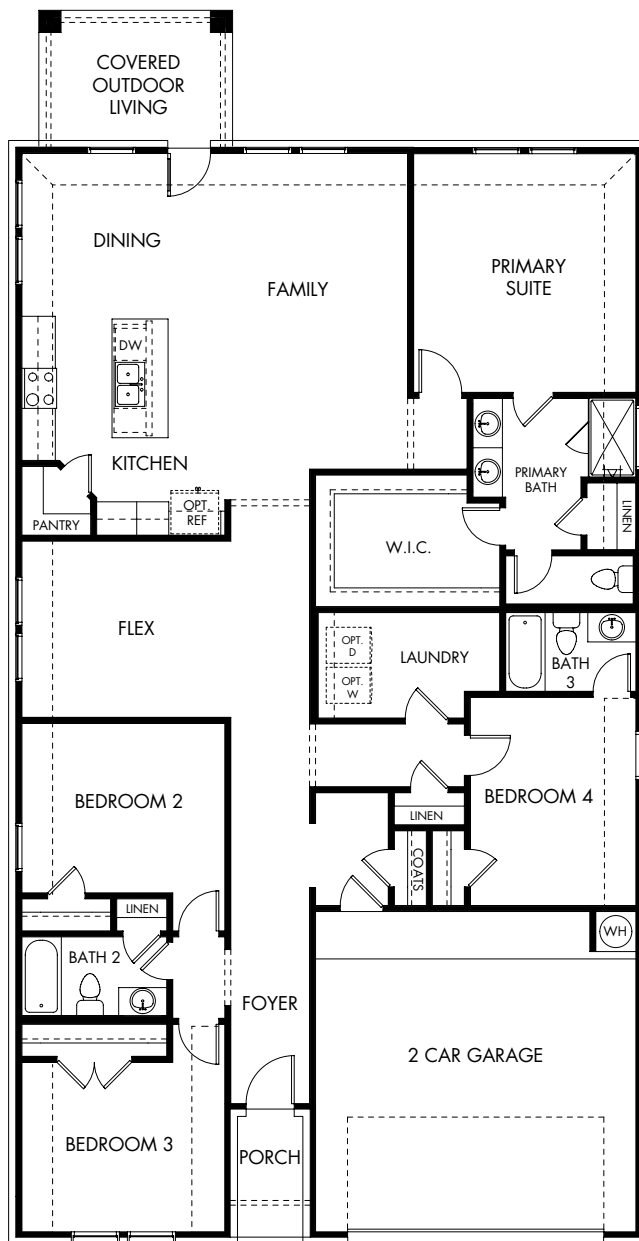 COVERED
OUTDOOR
LIVING
DINING
FAMILY
PRIMARY
SUITE
DW
KITCHEN
PRIMARY
BATH
PANTRY
OPT.
REF
LINEN
W.I.C.
FLEX
OPT.
D
OPT.
W
LAUNDRY
BATH
3
BEDROOM 2
BEDROOM 4
LINEN
COATS
LINEN
BATH 2
WH
FOYER
2 CAR GARAGE
BEDROOM 3
PORCH